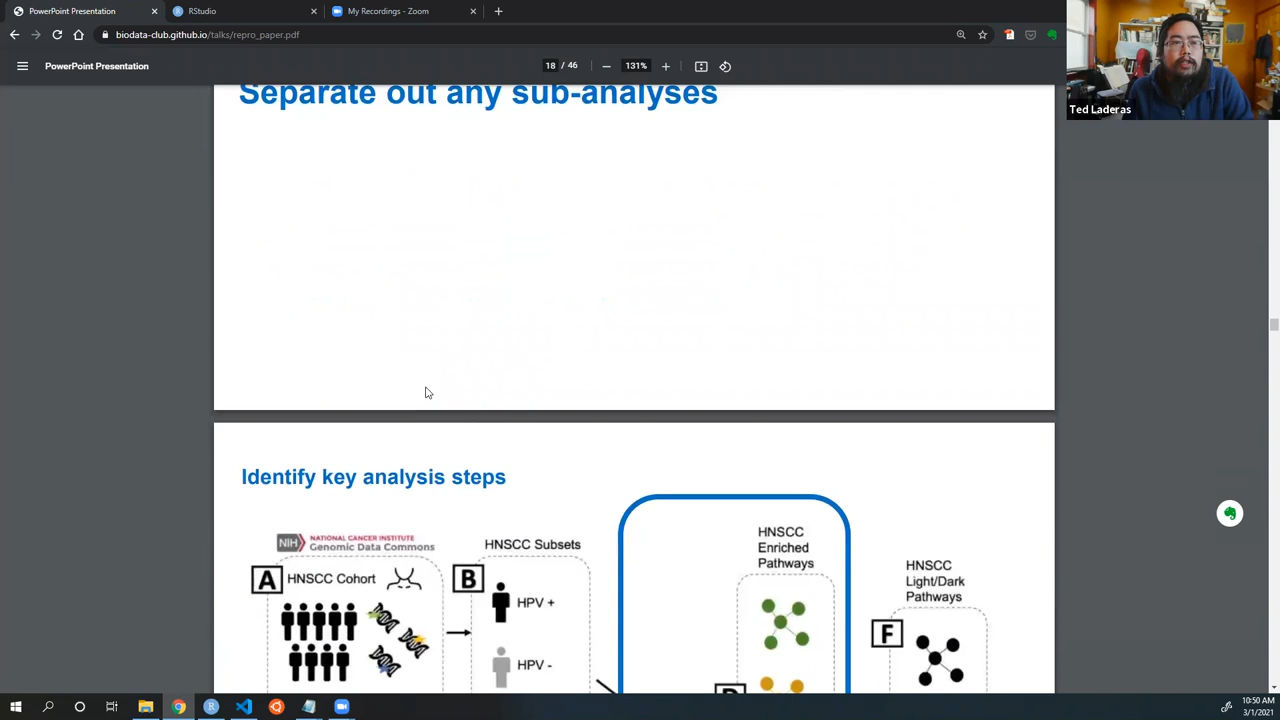 PowerPoint Presentation
RStudio
My Recordings - Zoom
biodata-club.github.io/talks/repro_paper.pdf
PowerPoint Presentation
18 / 46
131%
Ted Laderas
Separate out any sub-analyses
Identify key analysis steps
NIH
NATIONAL CANCER INSTITUTE
Genomic Data Commons
A
HNSCC Cohort
HNSCC Subsets
B
HPV +
HPV -
HNSCC
Enriched
Pathways
D
HNSCC
Light/Dark
Pathways
F
10:50 AM
3/1/2021